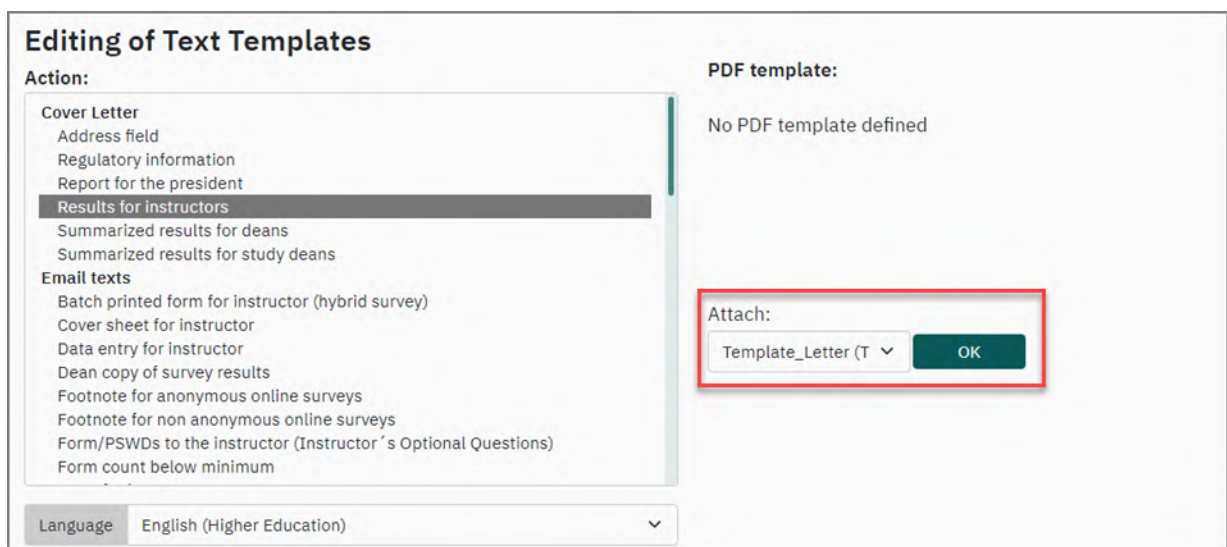 Editing of Text Templates
Action:
Cover Letter
Address field
Regulatory information
Report for the president
Results for instructors
Summarized results for deans
Summarized results for study deans
Email texts
Batch printed form for instructor (hybrid survey)
Cover sheet for instructor
Data entry for instructor
Dean copy of survey results
Footnote for anonymous online surveys
Footnote for non anonymous online surveys
Form/PSWDs to the instructor (Instructor´s Optional Questions)
Form count below minimum
Language English (Higher Education)
PDF template:
No PDF template defined
Attach:
Template_Letter (T
OK